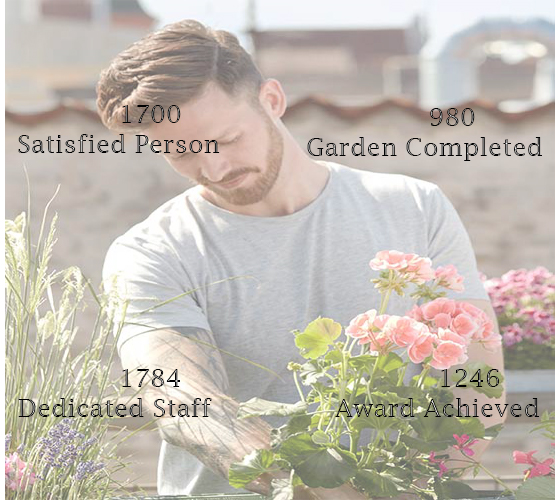 1700
Satisfied Person
980
Garden Completed
1784
Dedicated Staff
1246
Award Achieved